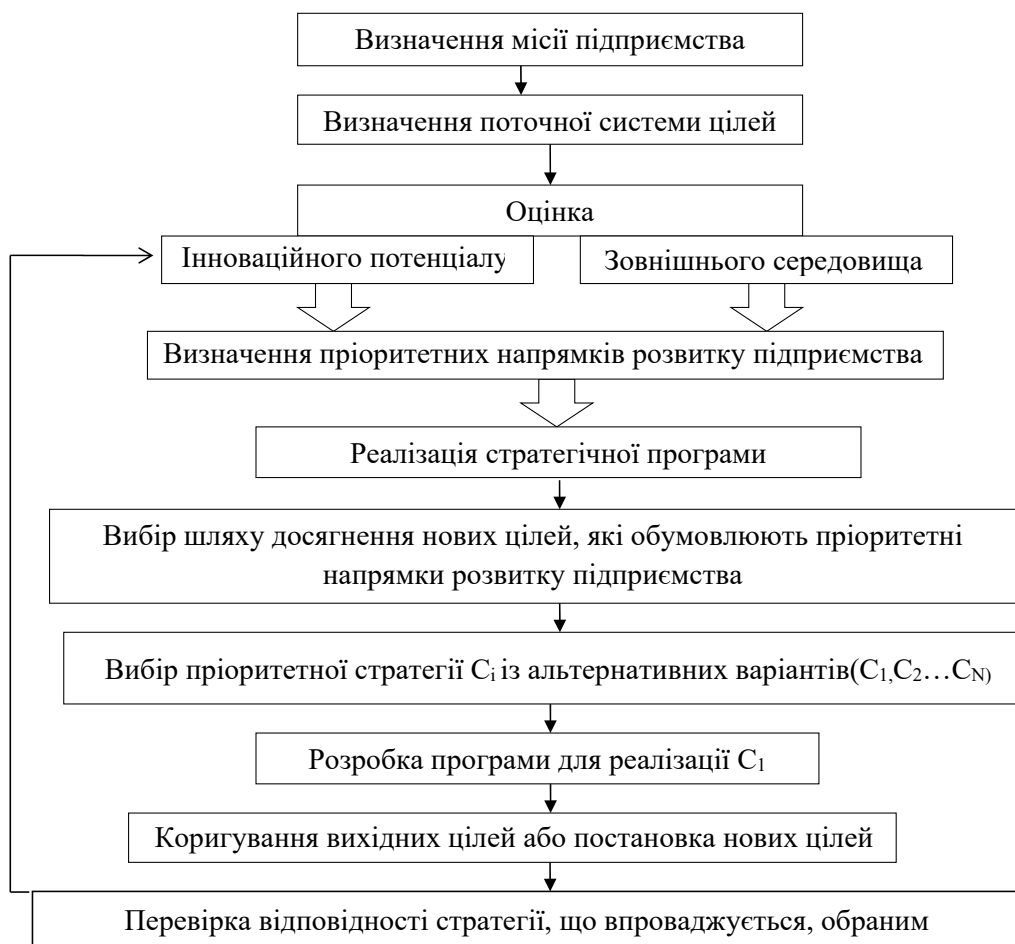 Визначення місії підприємства
Визначення поточної системи цілей
Оцінка
Інноваційного потенціалу
Зовнішнього середовища
Визначення пріоритетних напрямків розвитку підприємства
Реалізація стратегічної програми
Вибір шляху досягнення нових цілей, які обумовлюють пріоритетні
напрямки розвитку підприємства
Вибір пріоритетної стратегії Сi із альтернативних варіантів(С1,С2…СN)
Розробка програми для реалізації С1
Коригування вихідних цілей або постановка нових цілей
Перевірка відповідності стратегії, що впроваджується, обраним